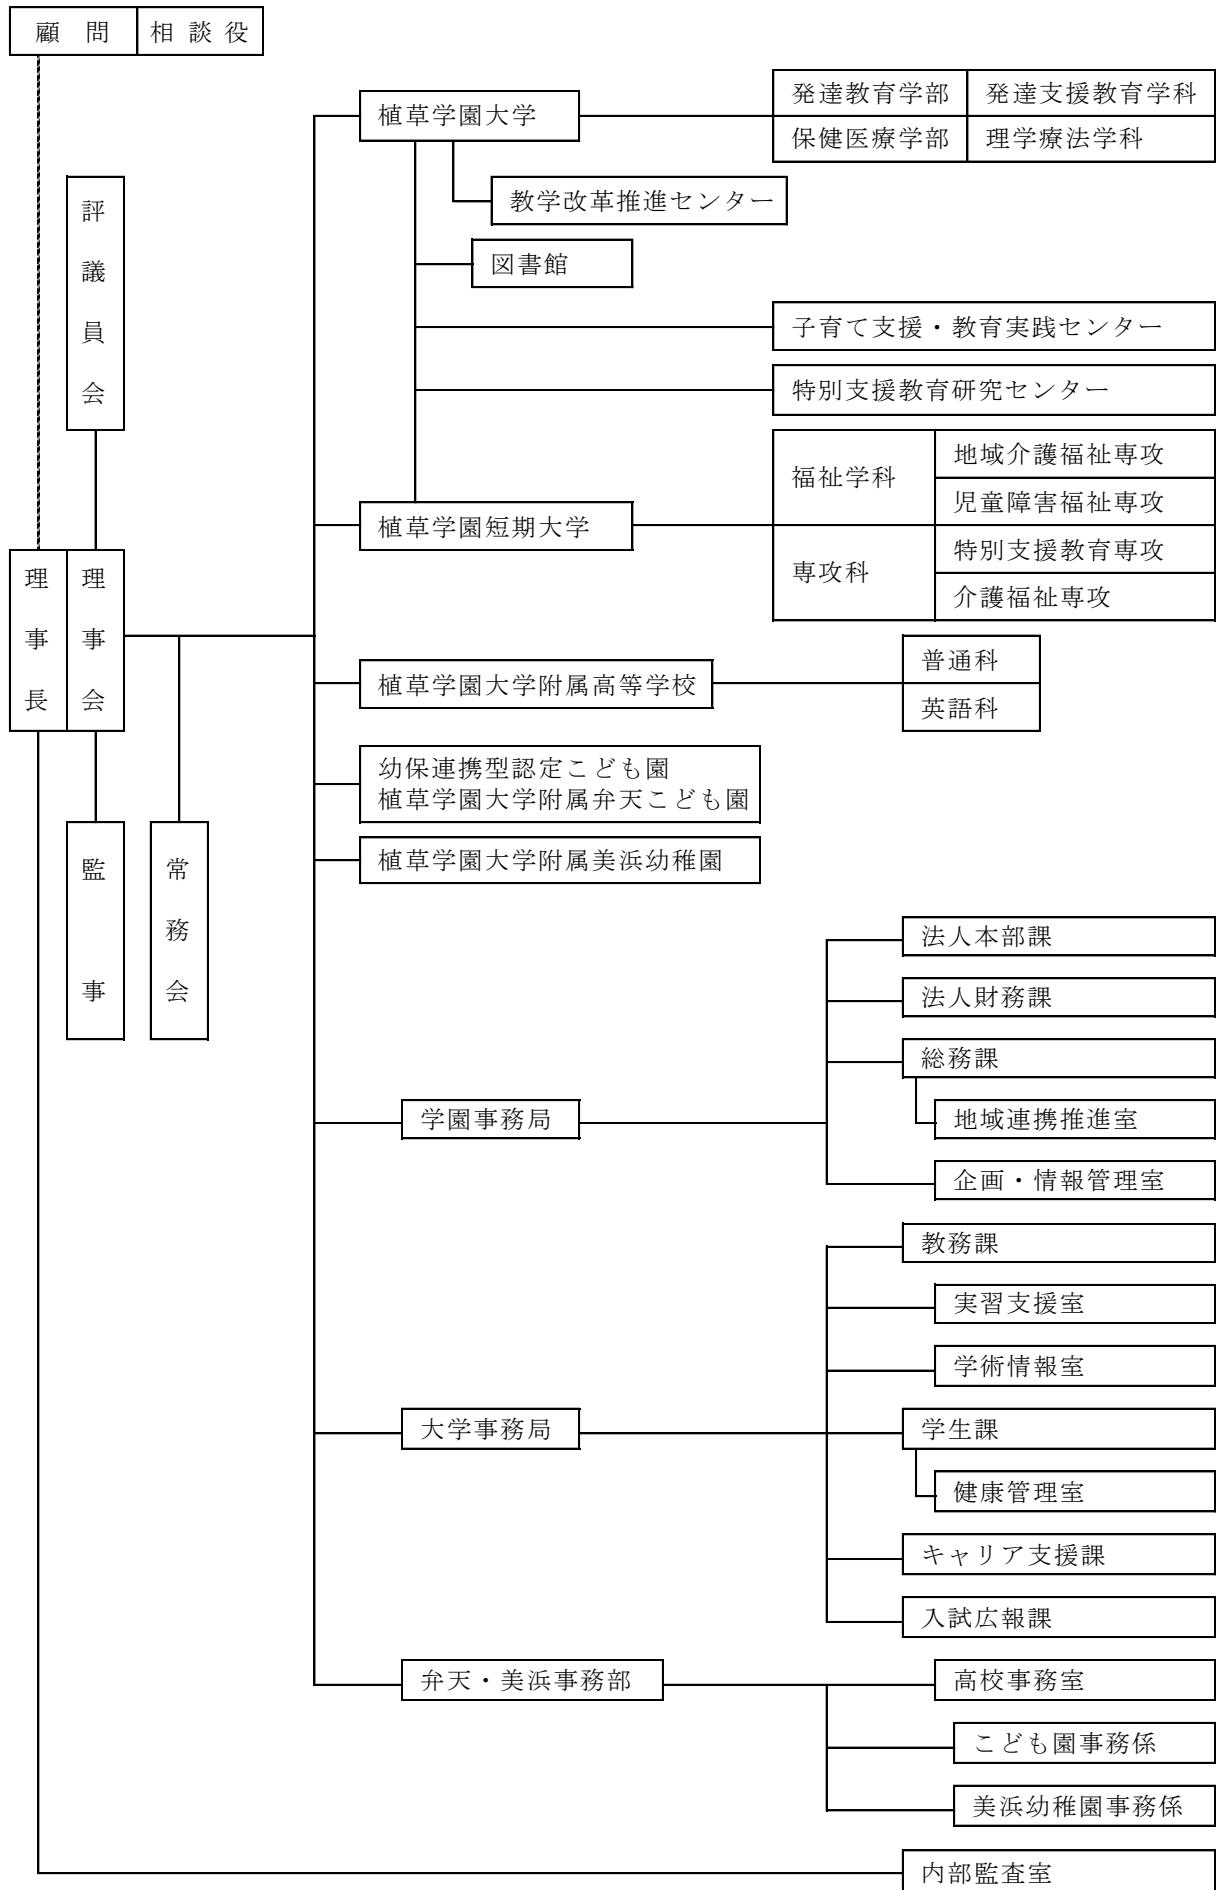 顧問
相談役
植草学園大学
発達教育学部 発達支援教育学科
保健医療学部 理学療法学科
教学改革推進センター
評議員会
図書館
子育て支援・教育実践センター
特別支援教育研究センター
植草学園短期大学
福祉学科
地域介護福祉専攻
児童障害福祉専攻
専攻科
特別支援教育専攻
介護福祉専攻
理事長
理事会
植草学園大学附属高等学校
普通科
英語科
幼保連携型認定こども園
植草学園大学附属弁天こども園
植草学園大学附属美浜幼稚園
監事
常務会
法人本部課
法人財務課
総務課
学園事務局
地域連携推進室
企画・情報管理室
教務課
実習支援室
学術情報室
大学事務局
学生課
健康管理室
キャリア支援課
入試広報課
弁天・美浜事務部
高校事務室
こども園事務係
美浜幼稚園事務係
内部監査室